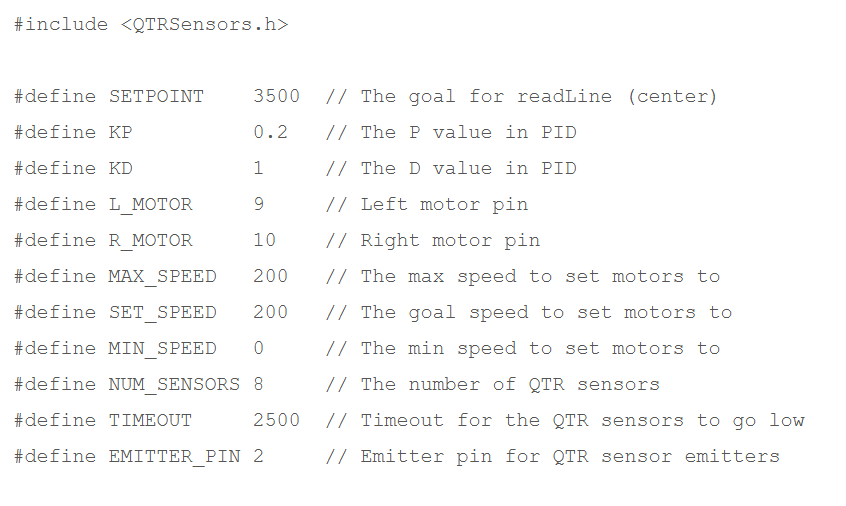 #include <QTRSensors.h>
#define SETPOINT    3500  // The goal for readLine (center)
#define KP          0.2   // The P value in PID
#define KD          1     // The D value in PID
#define L_MOTOR     9     // Left motor pin
#define R_MOTOR     10    // Right motor pin
#define MAX_SPEED   200   // The max speed to set motors to
#define SET_SPEED   200   // The goal speed to set motors to
#define MIN_SPEED   0     // The min speed to set motors to
#define NUM_SENSORS 8     // The number of QTR sensors
#define TIMEOUT     2500  // Timeout for the QTR sensors to go low
#define EMITTER_PIN 2     // Emitter pin for QTR sensor emitters